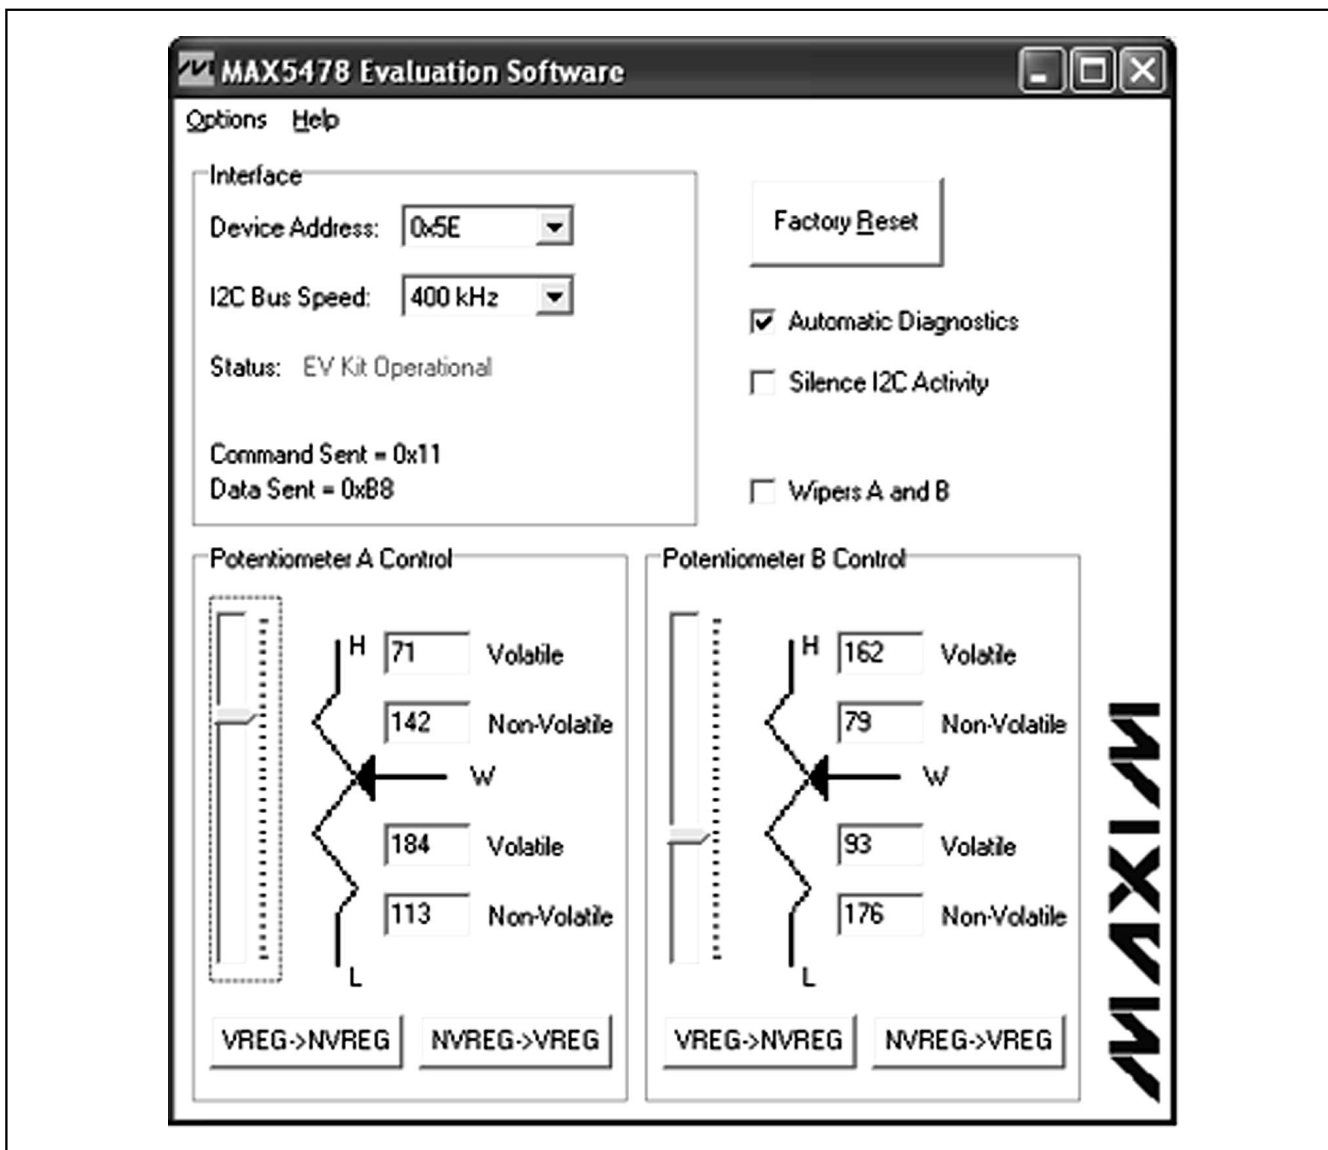 MAX5478 Evaluation Software
Options Help
Interface
Device Address: 0x5E
I2C Bus Speed: 400 kHz
Status: EV Kit Operational
Command Sent = 0x11
Data Sent = 0xB8
Factory Reset
Automatic Diagnostics
Silence I2C Activity
Wipers A and B
Potentiometer A Control
H 71 Volatile
142 Non-Volatile
W
184 Volatile
113 Non-Volatile
L
VREG->NVREG NVREG->VREG
Potentiometer B Control
H 162 Volatile
79 Non-Volatile
W
93 Volatile
176 Non-Volatile
L
VREG->NVREG NVREG->VREG
MAXIM